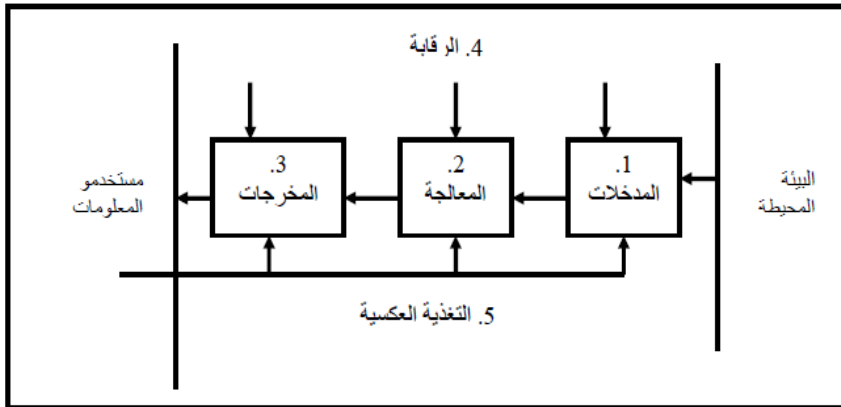 4. الرقابة
البيئة
المحيطة
1.
المدخلات
2.
المعالجة
3.
المخرجات
مستخدمو
المعلومات
5. التغذية العكسية